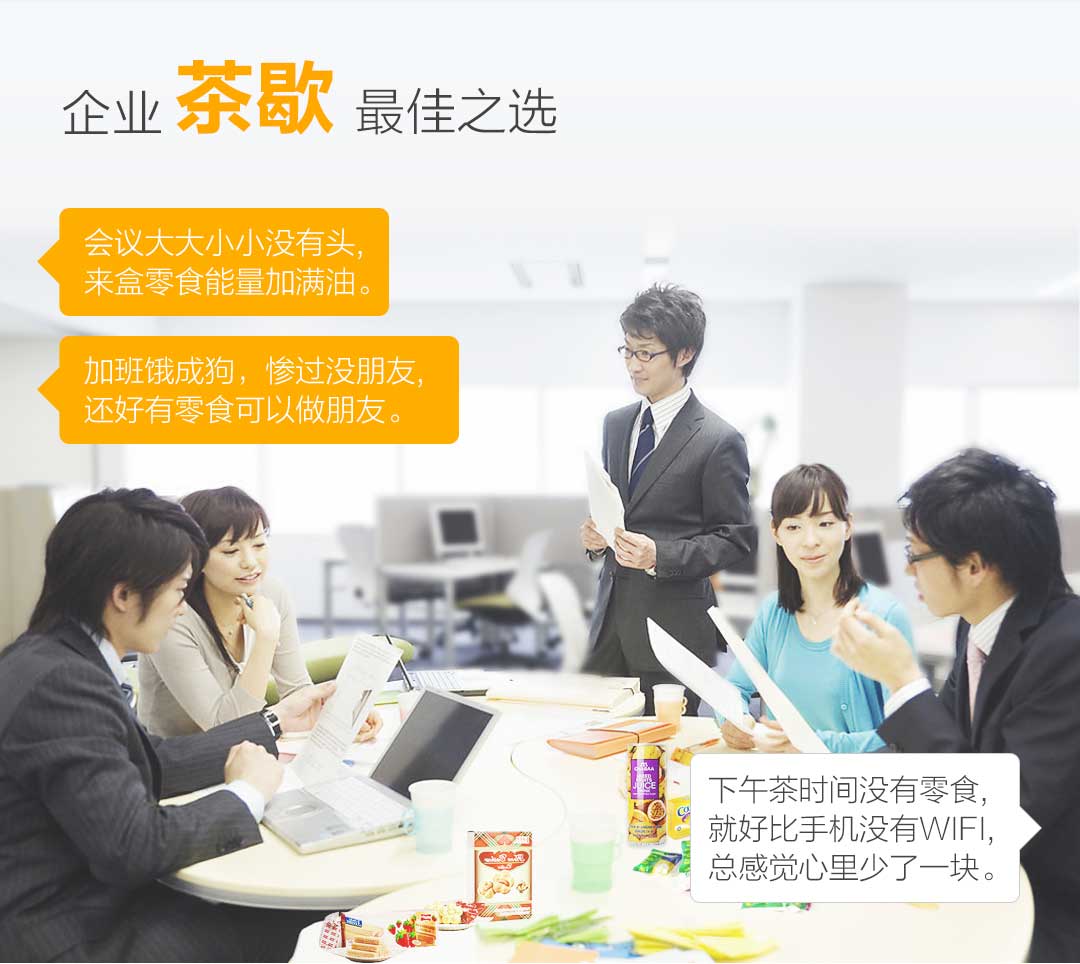 企业 茶歇 最佳之选
会议大大小小没有头,
来盒零食能量加满油。
加班饿成狗，惨过没朋友,
还好有零食可以做朋友。
CHABAA
JUICE
下午茶时间没有零食,
就好比手机没有WIFI,
总感觉心里少了一块。